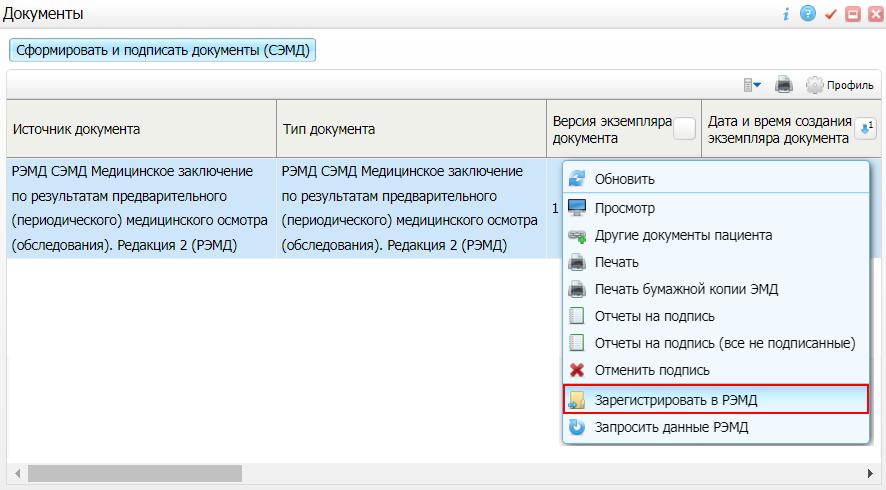 Документы
Сформировать и подписать документы (СЭМД)
Профиль
Источник документа
Тип документа
Версия экземпляра
документа
Дата и время создания
экземпляра документа
1
РЭМД СЭМД Медицинское заключение
по результатам предварительного
(периодического) медицинского осмотра
(обследования). Редакция 2 (РЭМД)
РЭМД СЭМД Медицинское заключение
по результатам предварительного
(периодического) медицинского осмотра
(обследования). Редакция 2 (РЭМД)
1
Обновить
Просмотр
Другие документы пациента
Печать
Печать бумажной копии ЭМД
Отчеты на подпись
Отчеты на подпись (все не подписанные)
Отменить подпись
Зарегистрировать в РЭМД
Запросить данные РЭМД